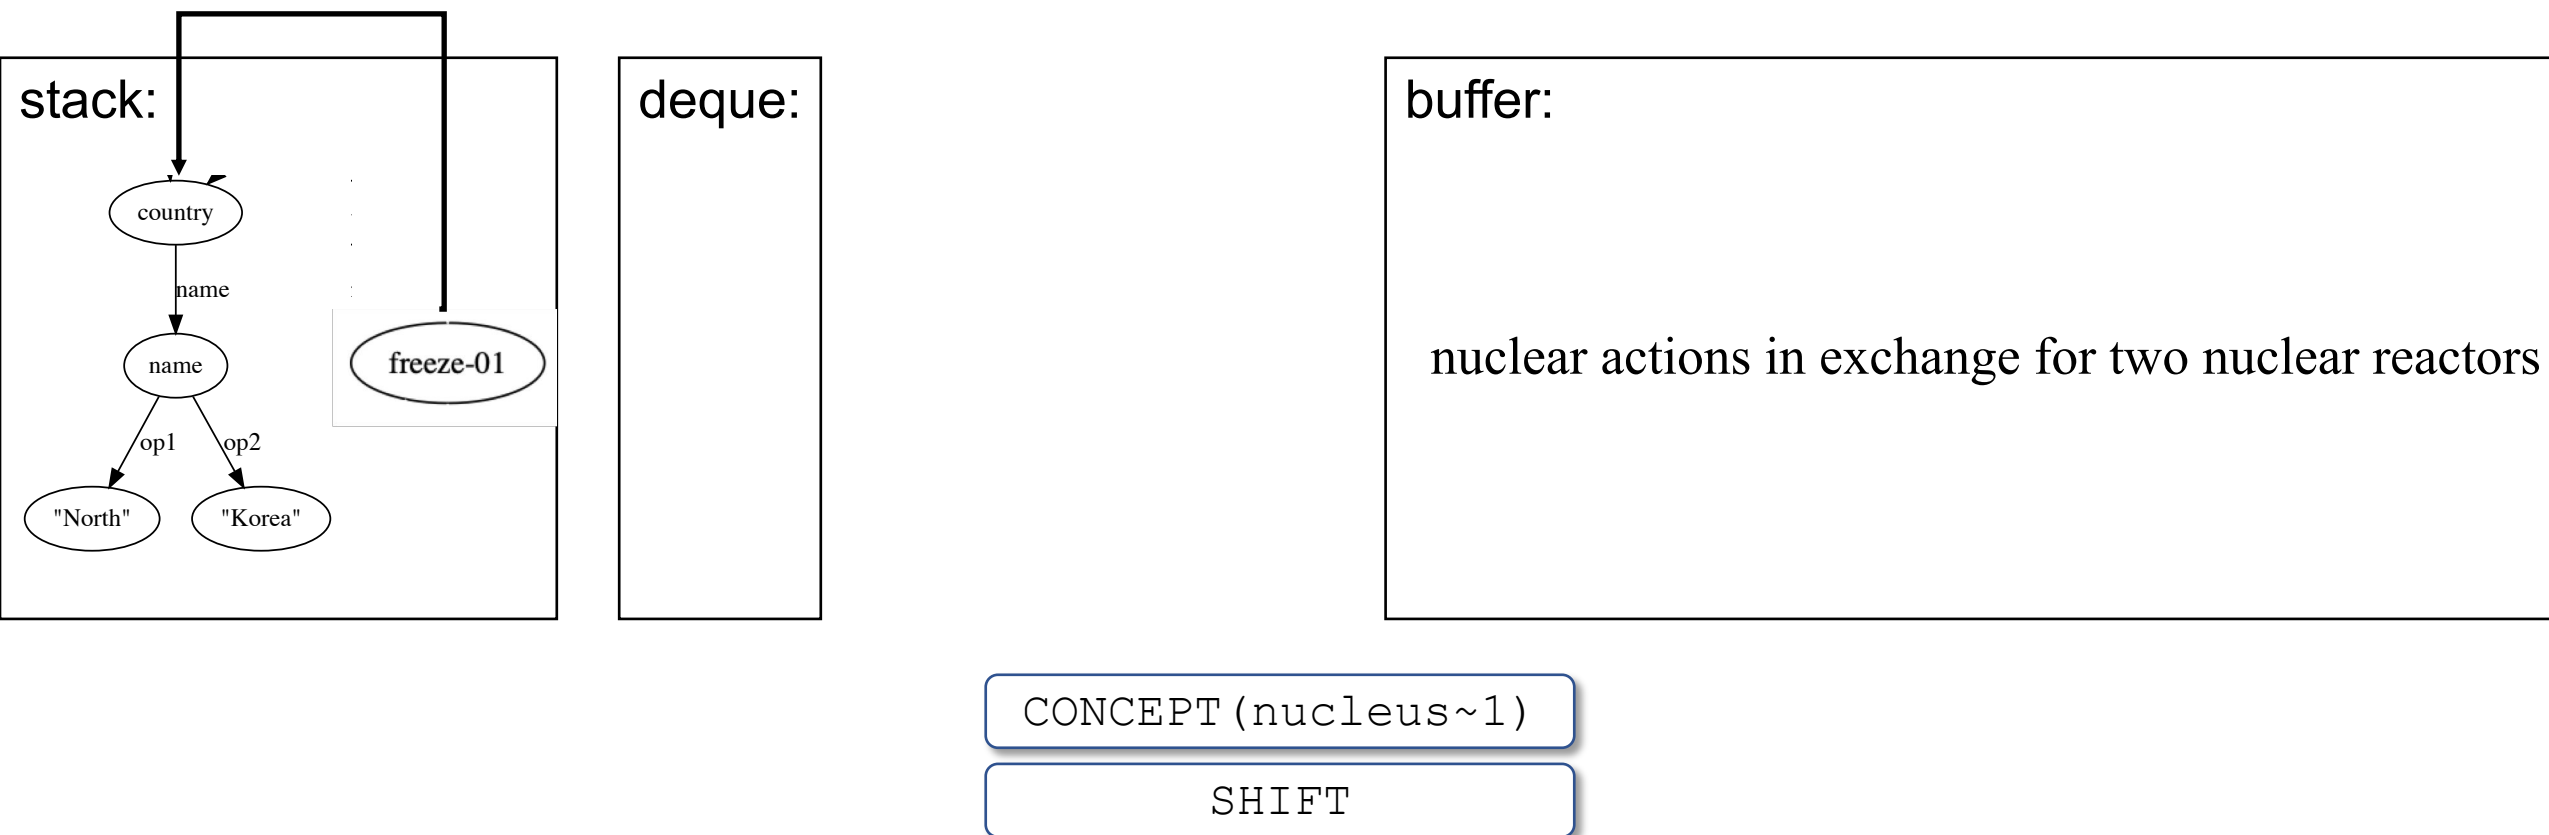 stack:
deque:
buffer:
country
name
name
freeze-01
op1
op2
"North"
"Korea"
nuclear actions in exchange for two nuclear reactors
CONCEPT(nucleus~1)
SHIFT